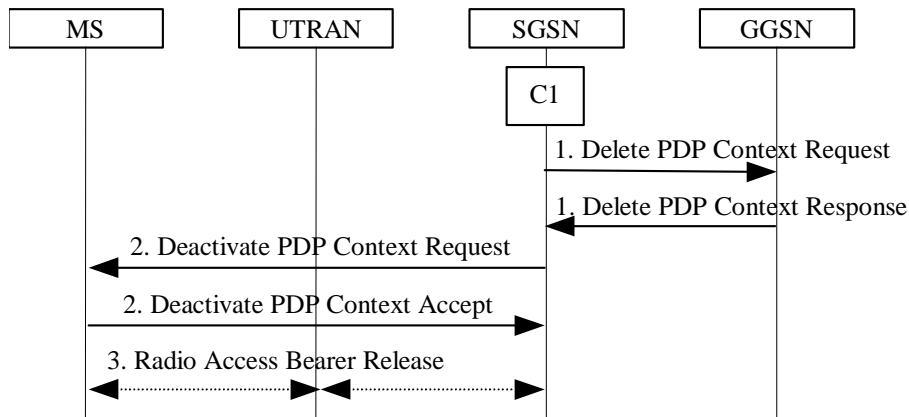 MS UTRAN SGSN GGSN
C1
1. Delete PDP Context Request
1. Delete PDP Context Response
2. Deactivate PDP Context Request
2. Deactivate PDP Context Accept
3. Radio Access Bearer Release